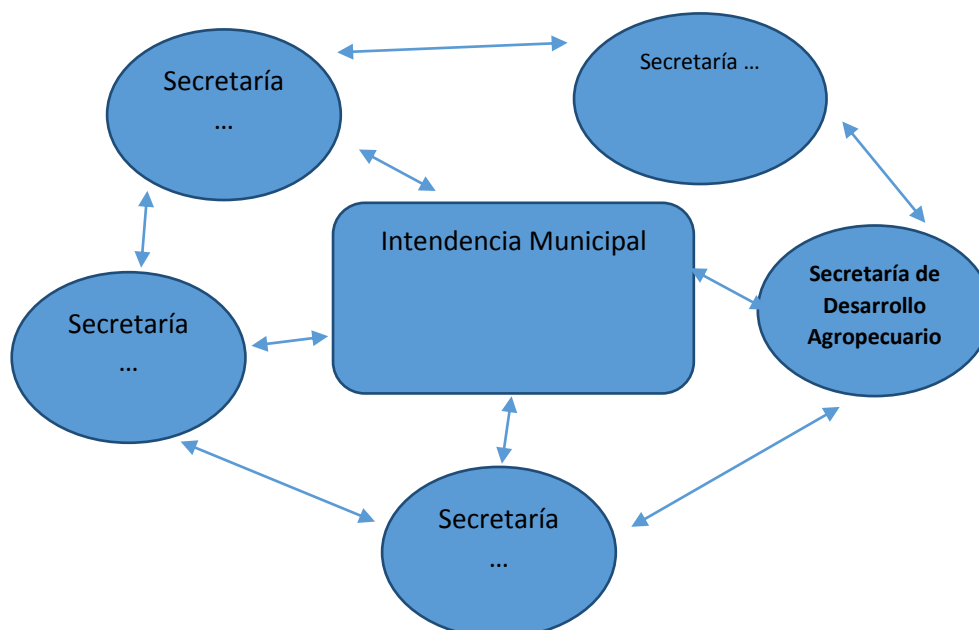 Secretaría
...
Secretaría ...
Intendencia Municipal
Secretaría de
Desarrollo
Agropecuario
Secretaría
...
Secretaría
...